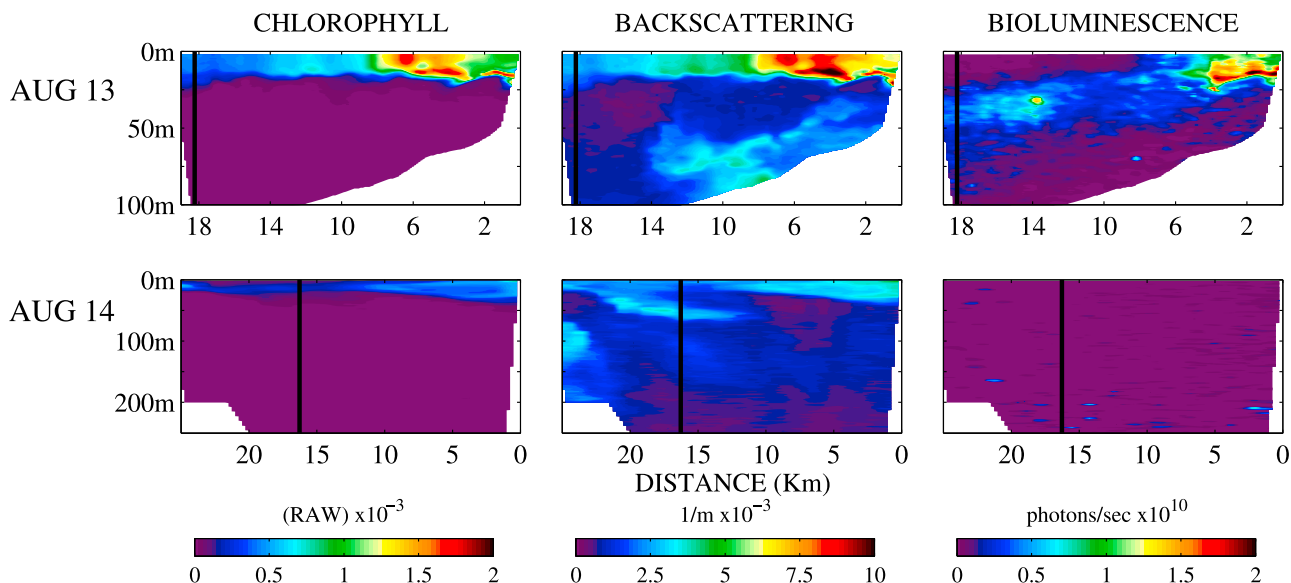 CHLOROPHYLL BACKSCATTERING BIOLUMINESCENCE
AUG 13
0m
50m
100m
18 14 10 6 2 18 14 10 6 2 18 14 10 6 2
AUG 14
0m
100m
200m
20 15 10 5 0 20 15 10 5 0 20 15 10 5 0
DISTANCE (Km)
(RAW) x10⁻³ 1/m x10⁻³ photons/sec x10¹⁰
0 0.5 1 1.5 2 0 2.5 5 7.5 10 0 0.5 1 1.5 2